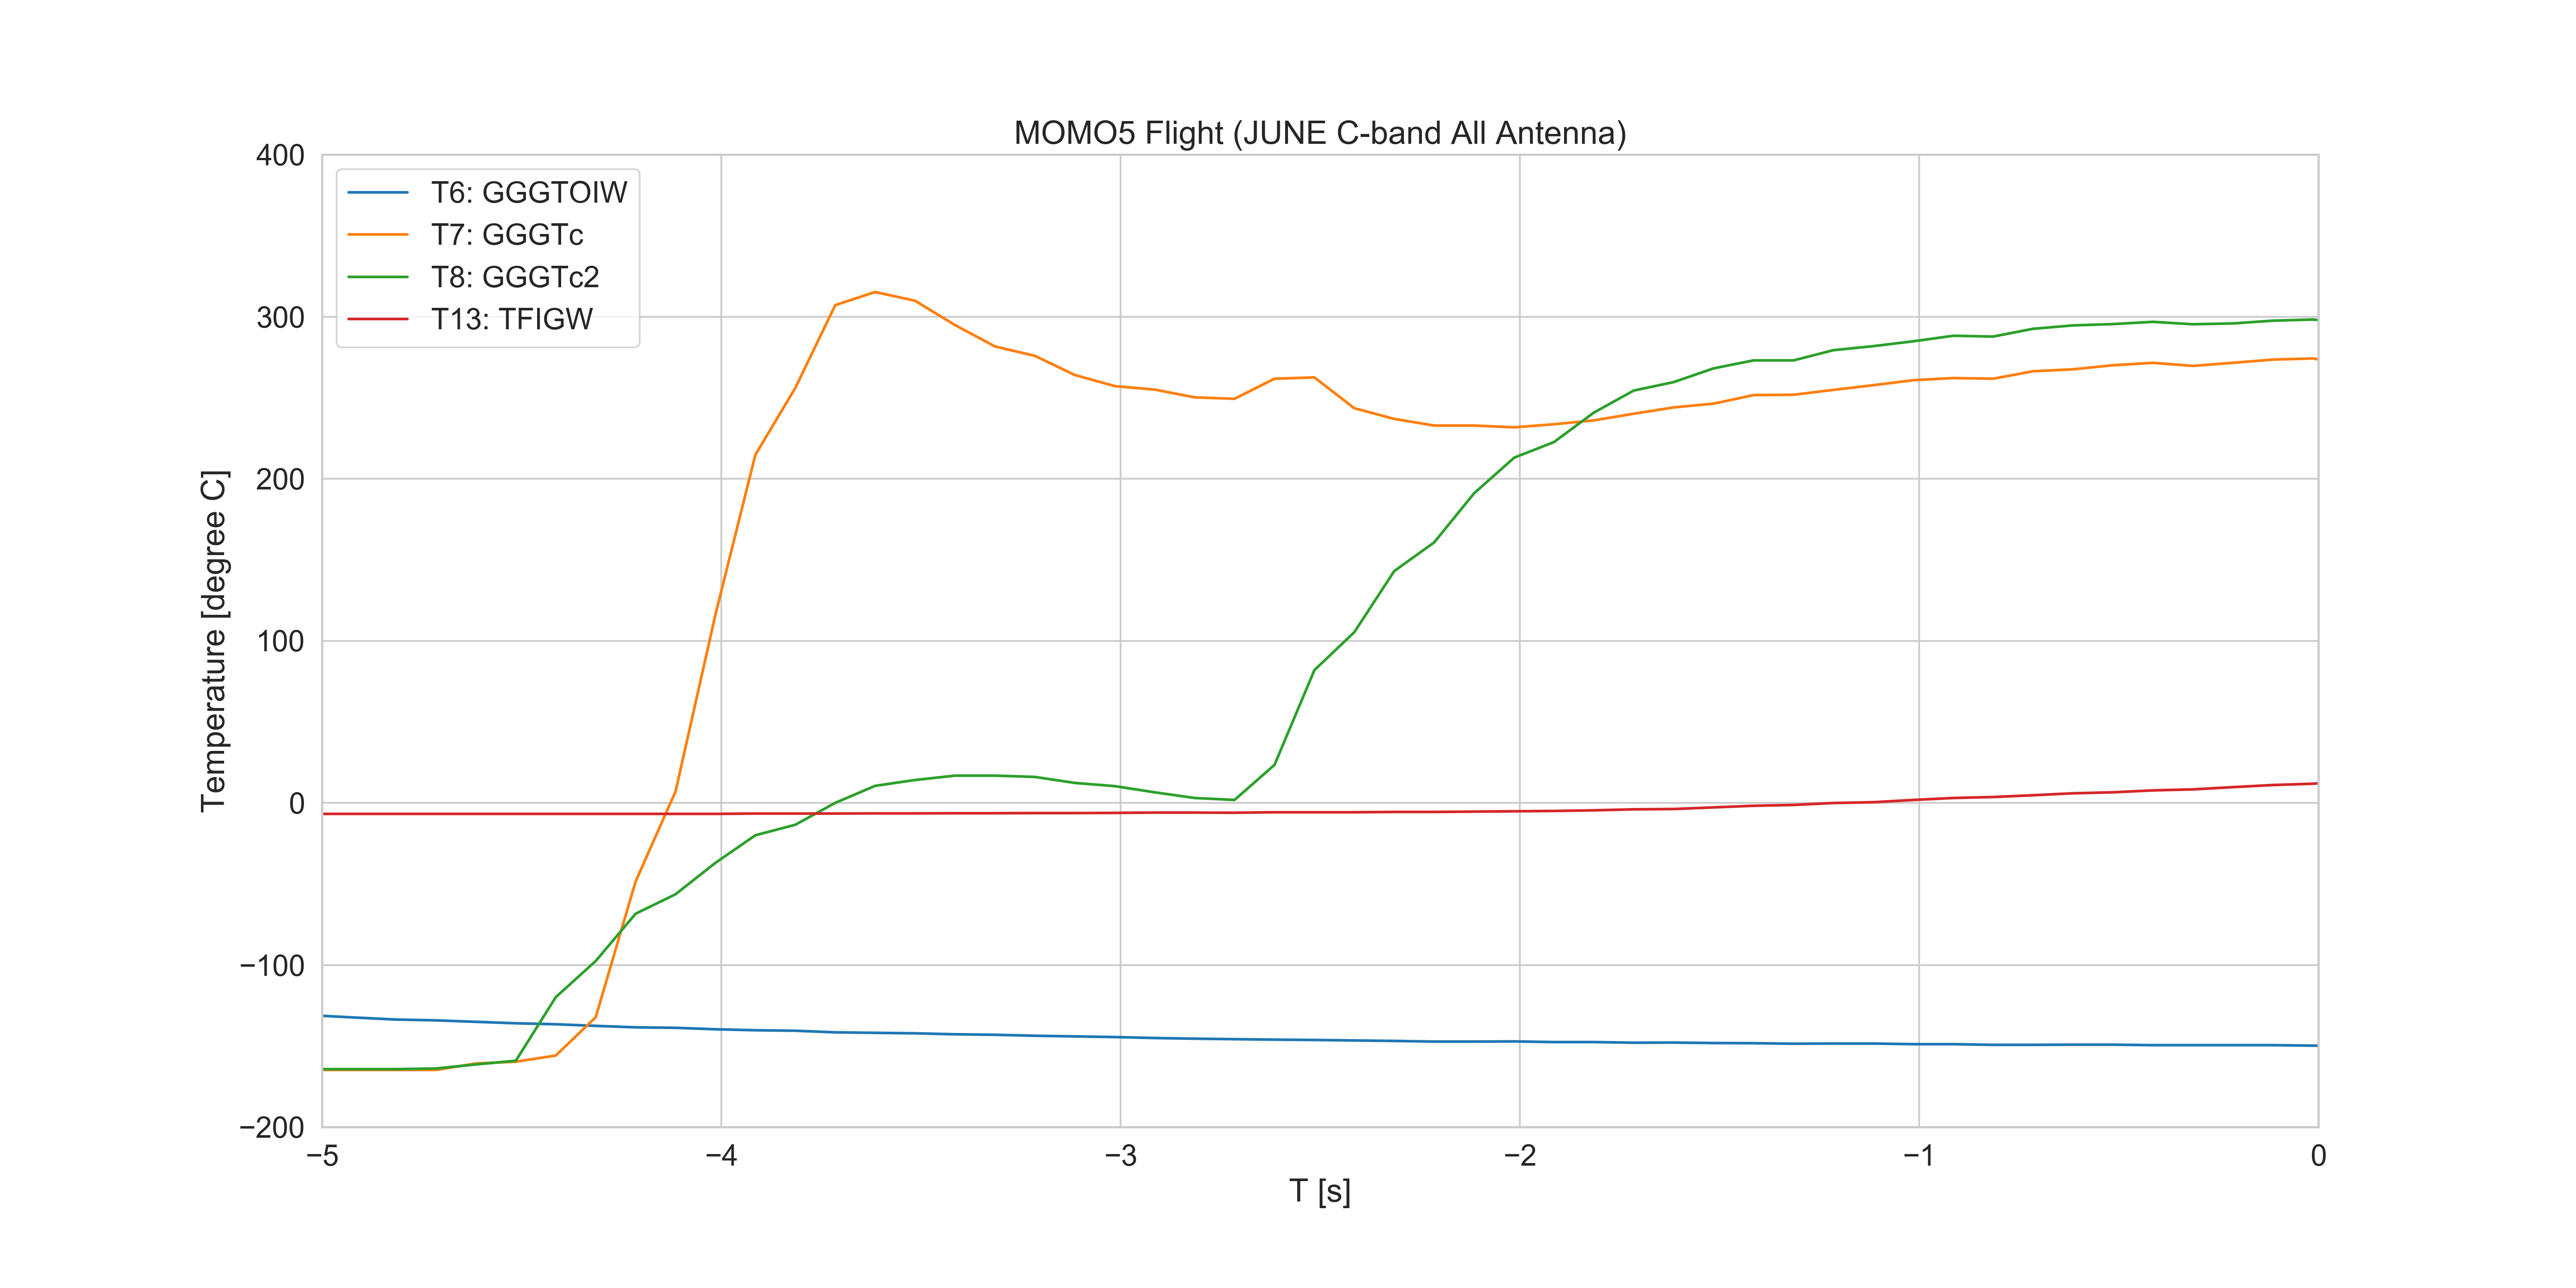 MOMO5 Flight (JUNE C-band All Antenna)
T6: GGGTOIW
T7: GGGTc
T8: GGGTc2
T13: TFIGW
400
300
200
100
0
−100
−200
Temperature [degree C]
−5 −4 −3 −2 −1 0
T [s]